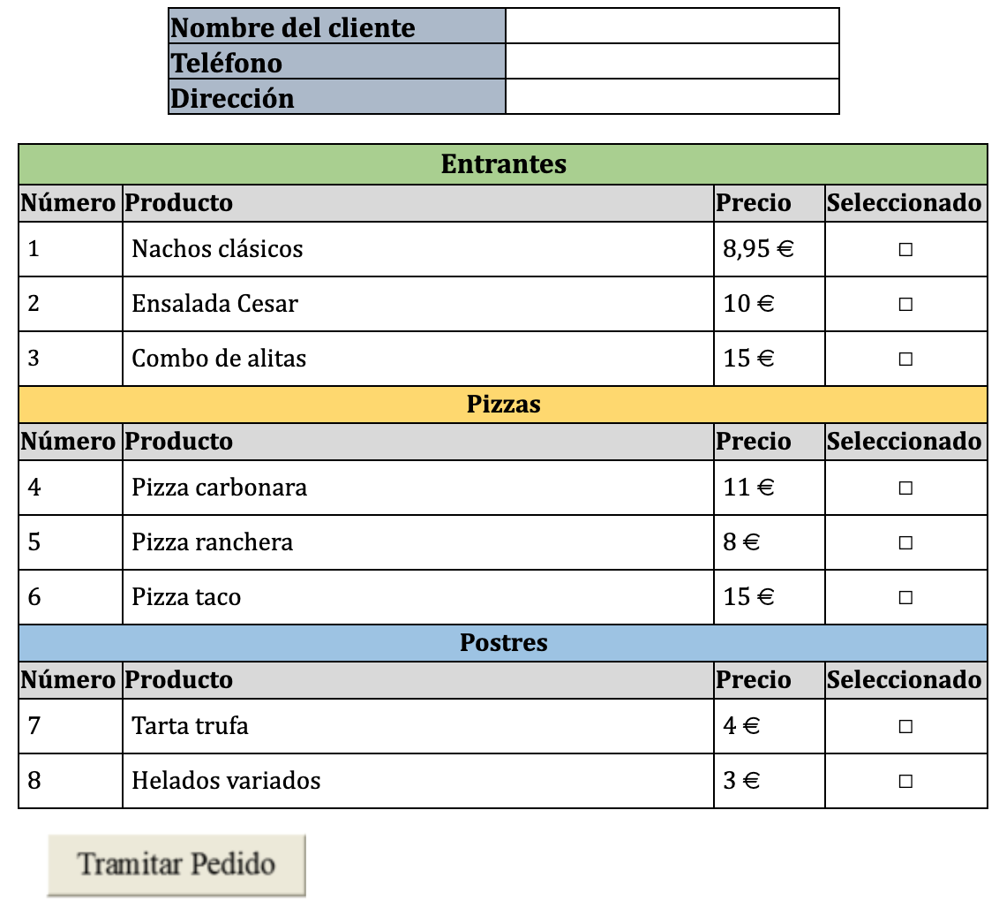 Nombre del cliente
Teléfono
Dirección
Entrantes
Número Producto Precio Seleccionado
1 Nachos clásicos 8,95 € ☐
2 Ensalada Cesar 10 € ☐
3 Combo de alitas 15 € ☐
Pizzas
Número Producto Precio Seleccionado
4 Pizza carbonara 11 € ☐
5 Pizza ranchera 8 € ☐
6 Pizza taco 15 € ☐
Postres
Número Producto Precio Seleccionado
7 Tarta trufa 4 € ☐
8 Helados variados 3 € ☐
Tramitar Pedido